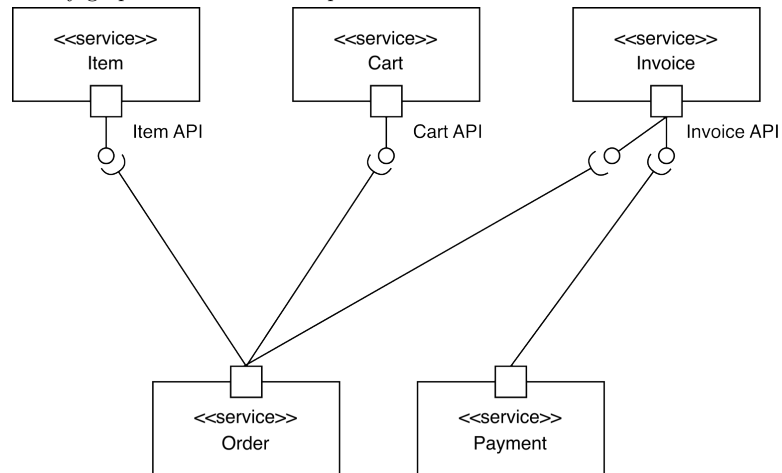 <<service>>
Item
<<service>>
Cart
<<service>>
Invoice
Item API
Cart API
Invoice API
<<service>>
Order
<<service>>
Payment